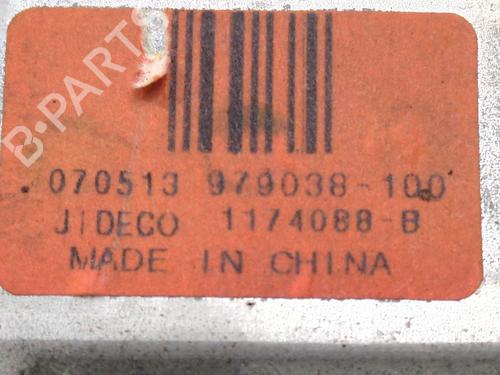 B-PARTS
070513 979038-100
JIDECO 1174088-B
MADE IN CHINA